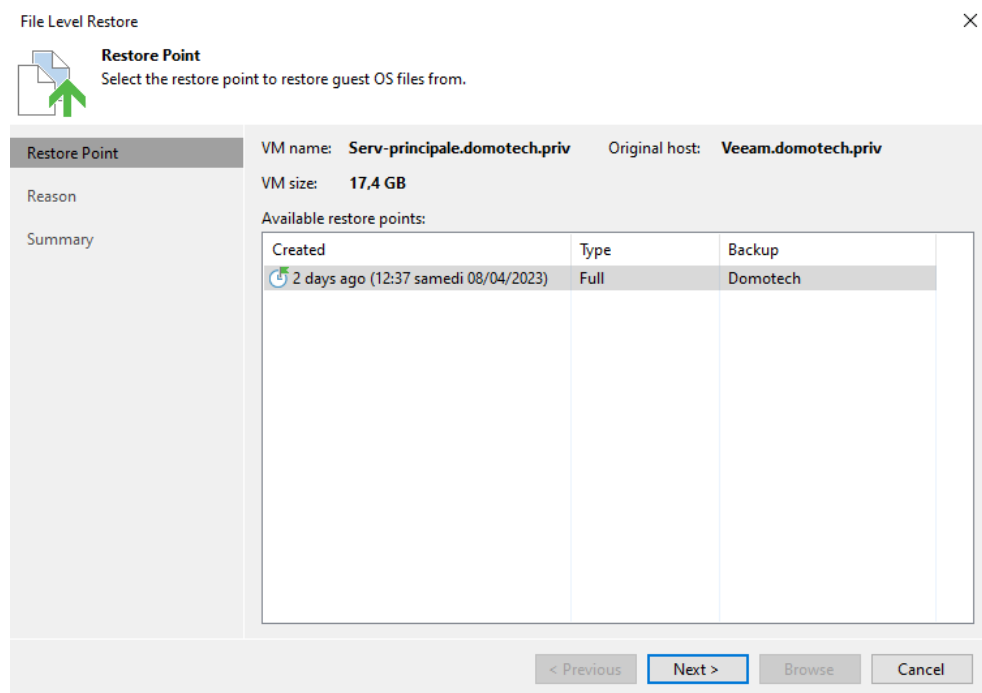 File Level Restore
Restore Point
Select the restore point to restore guest OS files from.
Restore Point
Reason
Summary
VM name: Serv-principale.domotech.priv Original host: Veeam.domotech.priv
VM size: 17,4 GB
Available restore points:
Created Type Backup
2 days ago (12:37 samedi 08/04/2023) Full Domotech
< Previous Next > Browse Cancel